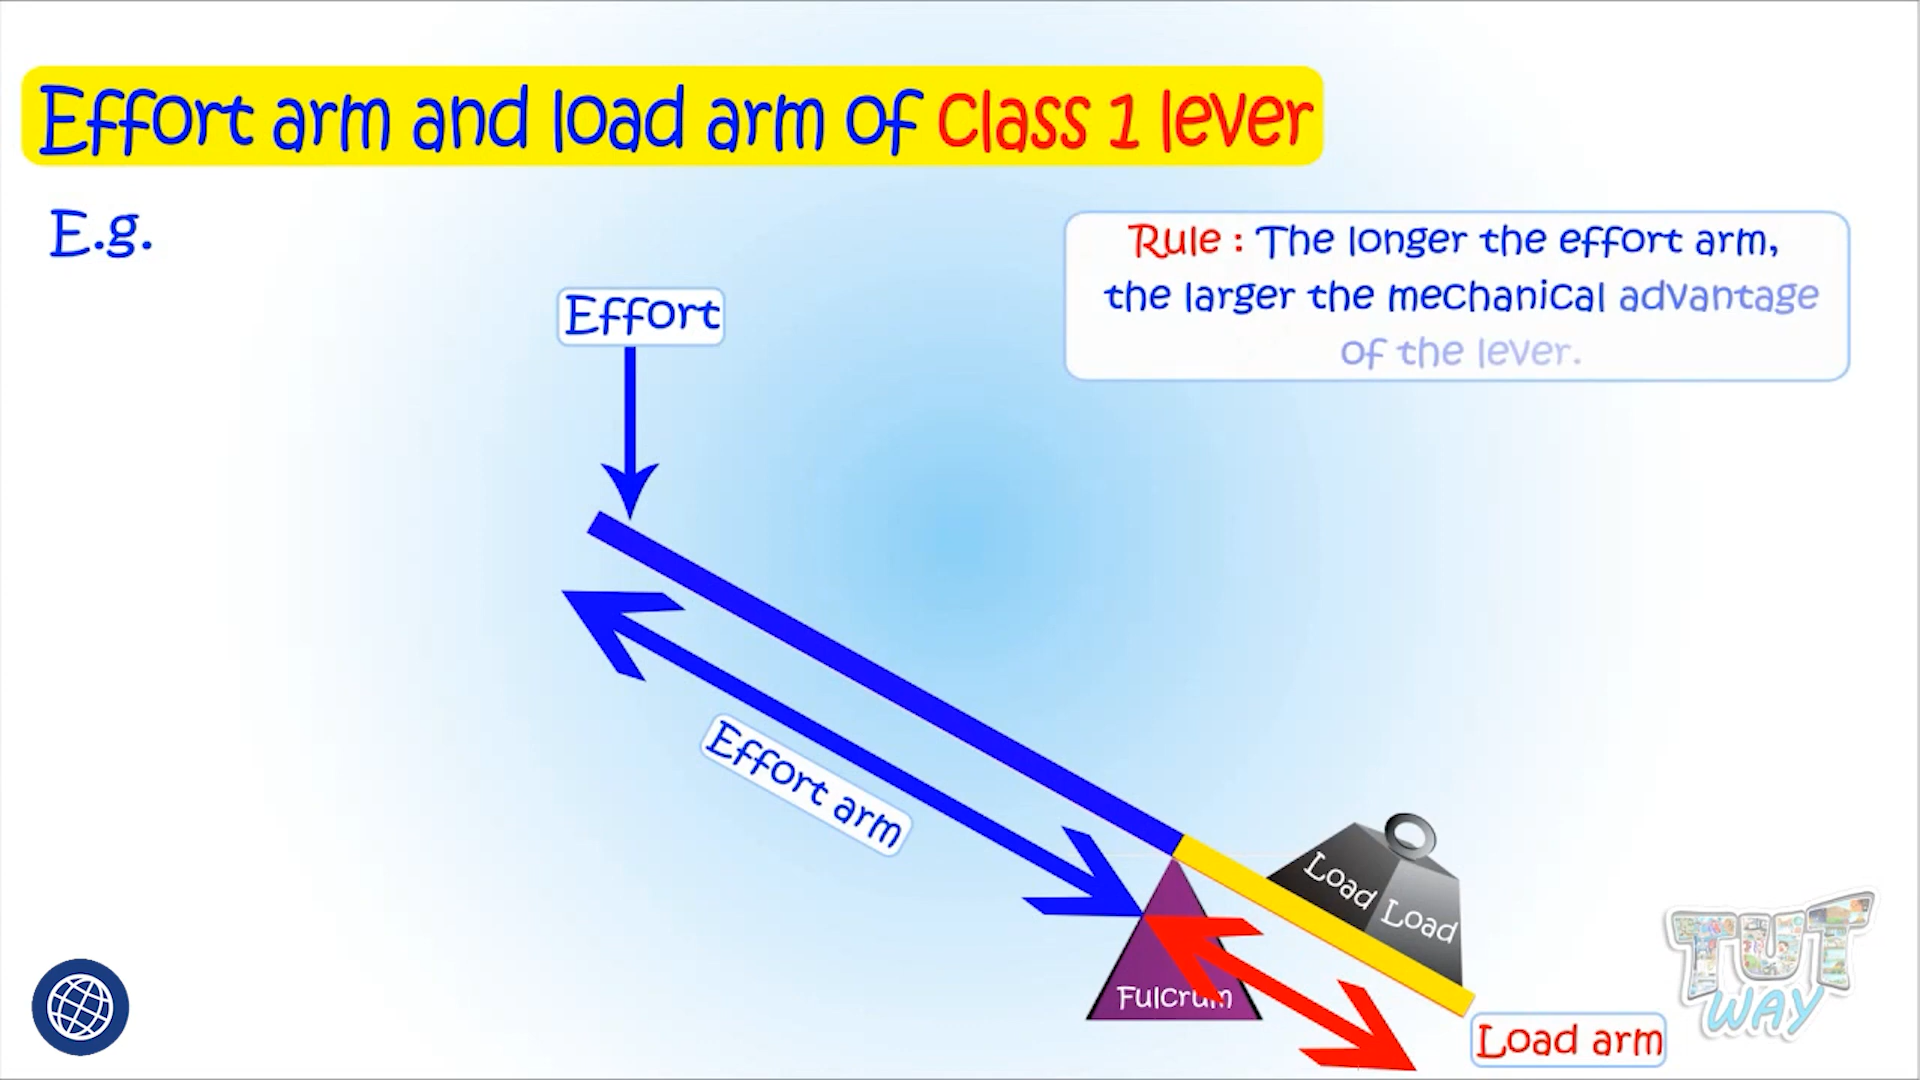 Effort arm and load arm of Class 1 lever
E.g.
Rule : The longer the effort arm,
the larger the mechanical advantage
of the lever.
Effort
Effort arm
Load Load
Fulcrum
Load arm
TUT
WAY